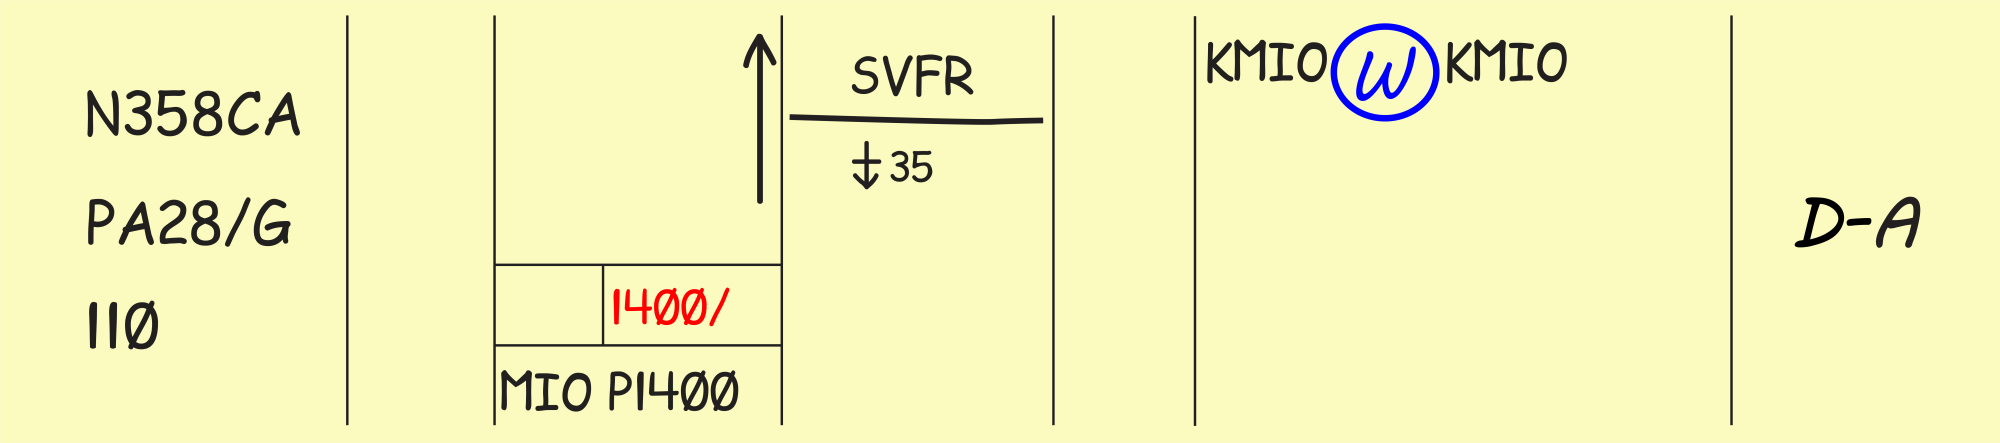 N358CA
PA28/G
110
1400/
MIO P1400
SVFR
35
KMIO W KMIO
D-A